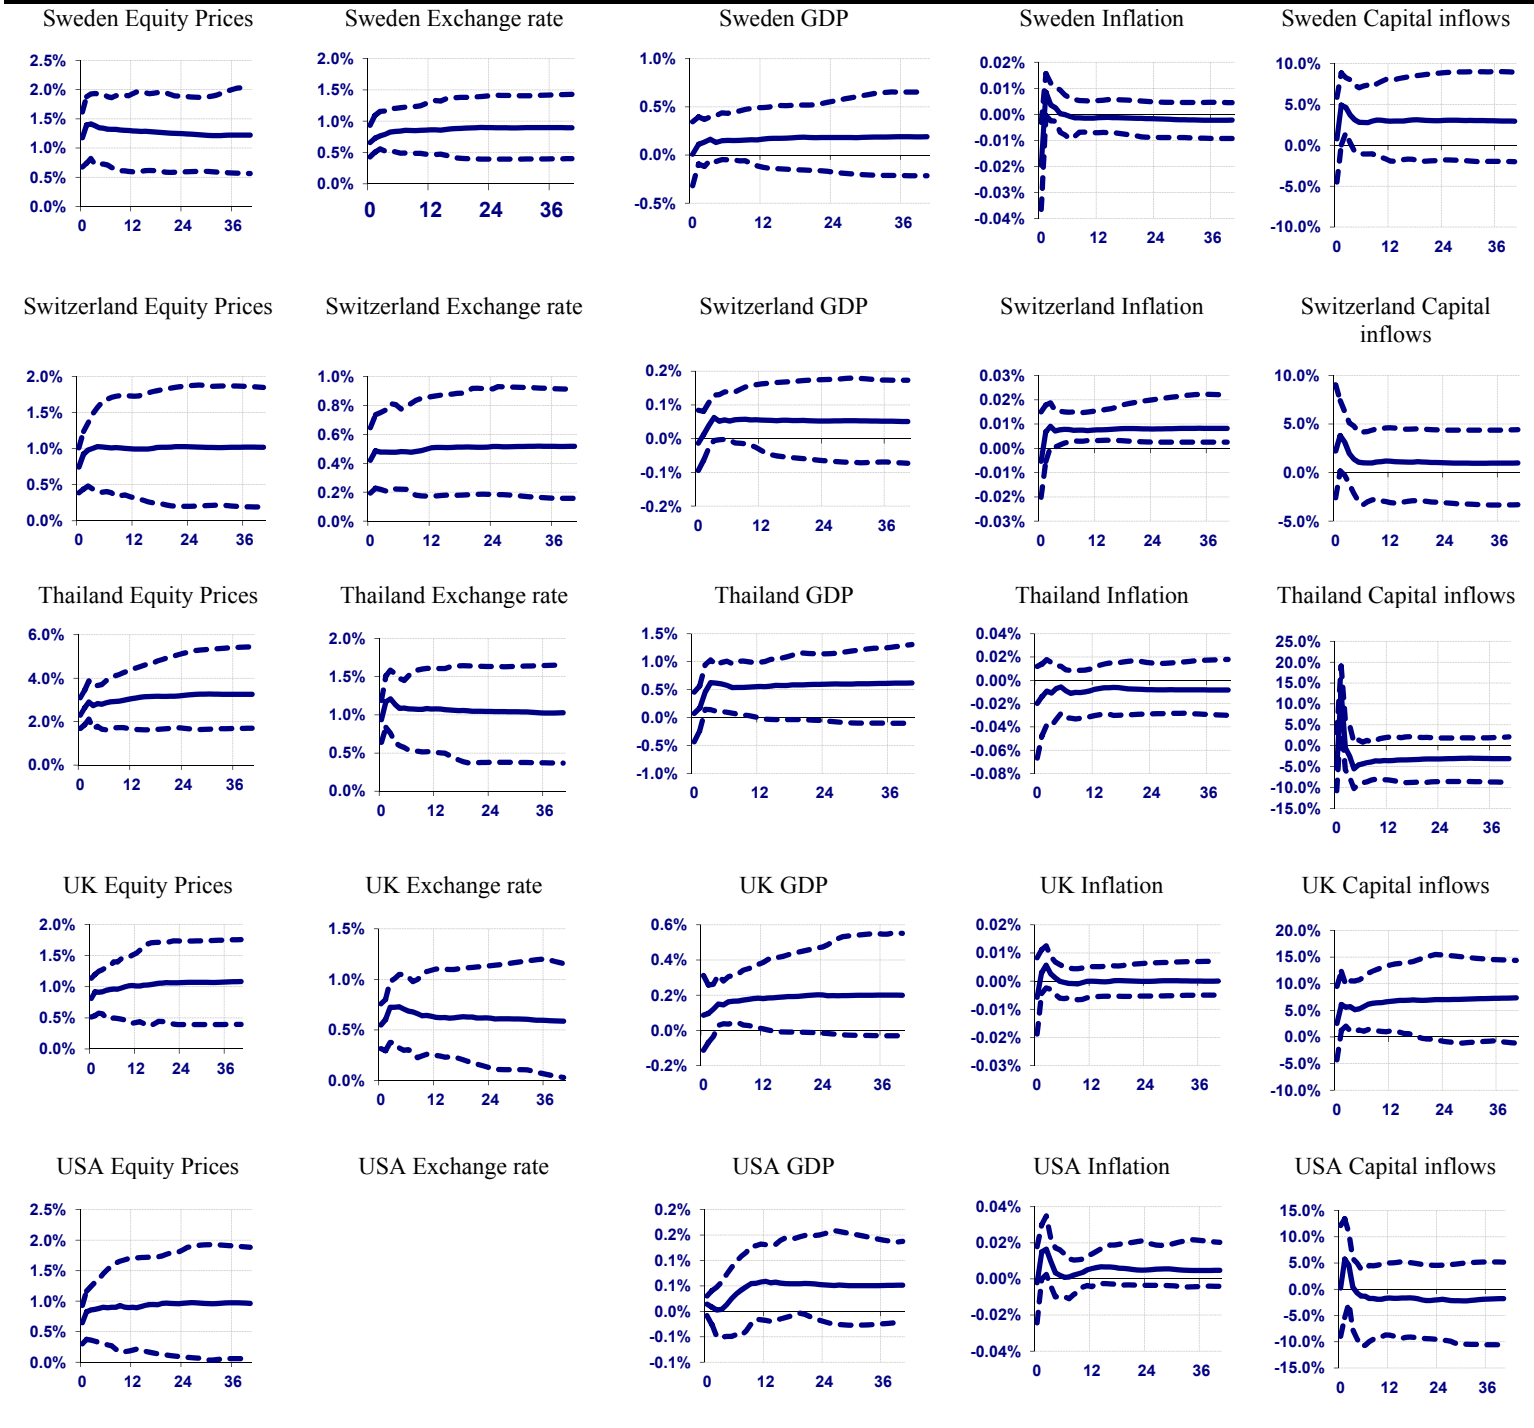 Sweden Equity Prices
Sweden Exchange rate
Sweden GDP
Sweden Inflation
Sweden Capital inflows
2.5%
2.0%
1.5%
1.0%
0.5%
0.0%
0 12 24 36
2.0%
1.5%
1.0%
0.5%
0.0%
0 12 24 36
1.0%
0.5%
0.0%
-0.5%
0 12 24 36
0.02%
0.01%
0.00%
-0.01%
-0.02%
-0.03%
-0.04%
0 12 24 36
10.0%
5.0%
0.0%
-5.0%
-10.0%
0 12 24 36
Switzerland Equity Prices
Switzerland Exchange rate
Switzerland GDP
Switzerland Inflation
Switzerland Capital
inflows
2.0%
1.5%
1.0%
0.5%
0.0%
0 12 24 36
1.0%
0.8%
0.6%
0.4%
0.2%
0.0%
0 12 24 36
0.2%
0.1%
0.0%
-0.1%
-0.2%
0 12 24 36
0.03%
0.02%
0.01%
0.00%
-0.01%
-0.02%
-0.03%
0 12 24 36
10.0%
5.0%
0.0%
-5.0%
0 12 24 36
Thailand Equity Prices
Thailand Exchange rate
Thailand GDP
Thailand Inflation
Thailand Capital inflows
6.0%
4.0%
2.0%
0.0%
0 12 24 36
2.0%
1.5%
1.0%
0.5%
0.0%
0 12 24 36
1.5%
1.0%
0.5%
0.0%
-0.5%
-1.0%
0 12 24 36
0.04%
0.02%
0.00%
-0.02%
-0.04%
-0.06%
-0.08%
0 12 24 36
25.0%
20.0%
15.0%
10.0%
5.0%
0.0%
-5.0%
-10.0%
-15.0%
0 12 24 36
UK Equity Prices
UK Exchange rate
UK GDP
UK Inflation
UK Capital inflows
2.0%
1.5%
1.0%
0.5%
0.0%
0 12 24 36
1.5%
1.0%
0.5%
0.0%
0 12 24 36
0.6%
0.4%
0.2%
0.0%
-0.2%
0 12 24 36
0.02%
0.01%
0.00%
-0.01%
-0.02%
-0.03%
0 12 24 36
20.0%
15.0%
10.0%
5.0%
0.0%
-5.0%
-10.0%
0 12 24 36
USA Equity Prices
USA Exchange rate
USA GDP
USA Inflation
USA Capital inflows
2.5%
2.0%
1.5%
1.0%
0.5%
0.0%
0 12 24 36
0.2%
0.2%
0.1%
0.1%
0.0%
-0.1%
-0.1%
0 12 24 36
0.04%
0.02%
0.00%
-0.02%
-0.04%
0 12 24 36
15.0%
10.0%
5.0%
0.0%
-5.0%
-10.0%
-15.0%
0 12 24 36